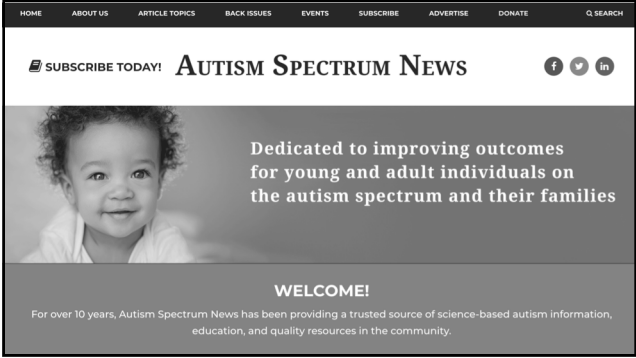 HOME ABOUT US ARTICLE TOPICS BACK ISSUES EVENTS SUBSCRIBE ADVERTISE DONATE SEARCH
SUBSCRIBE TODAY! AUTISM SPECTRUM NEWS f in
Dedicated to improving outcomes
for young and adult individuals on
the autism spectrum and their families
WELCOME!
For over 10 years, Autism Spectrum News has been providing a trusted source of science-based autism information,
education, and quality resources in the community.